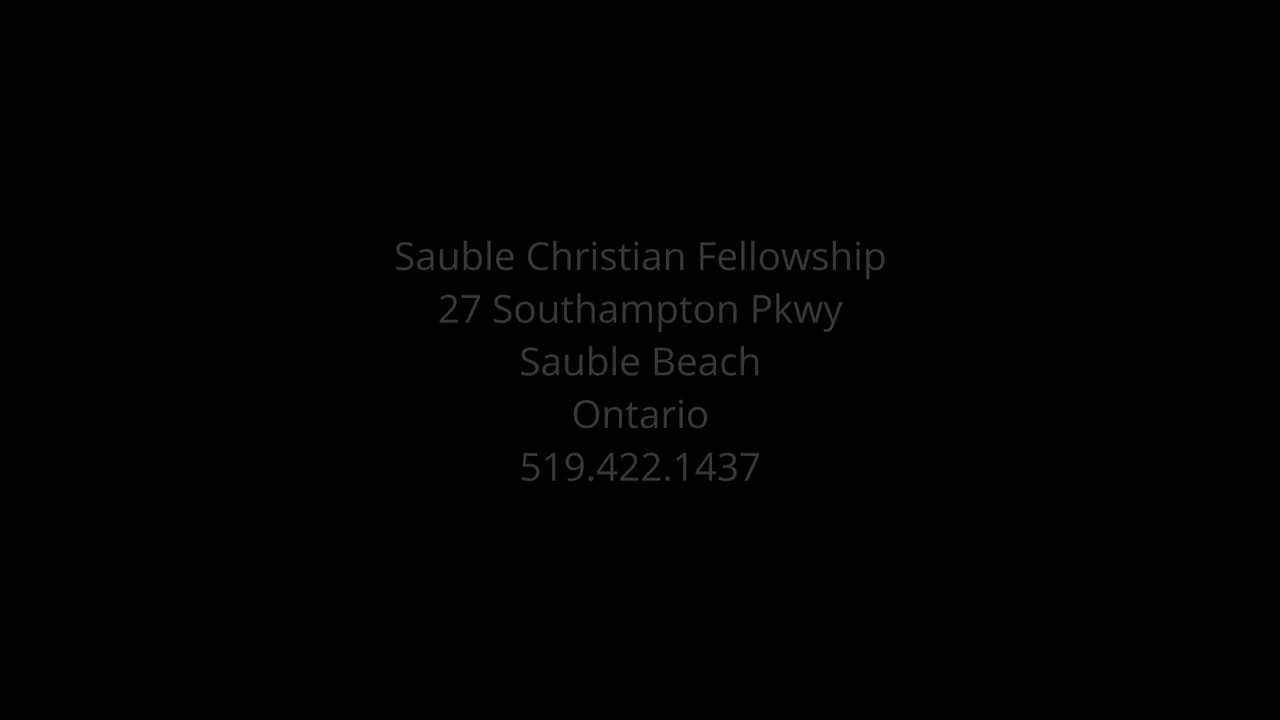 Sauble Christian Fellowship
27 Southampton Pkwy
Sauble Beach
Ontario
519.422.1437